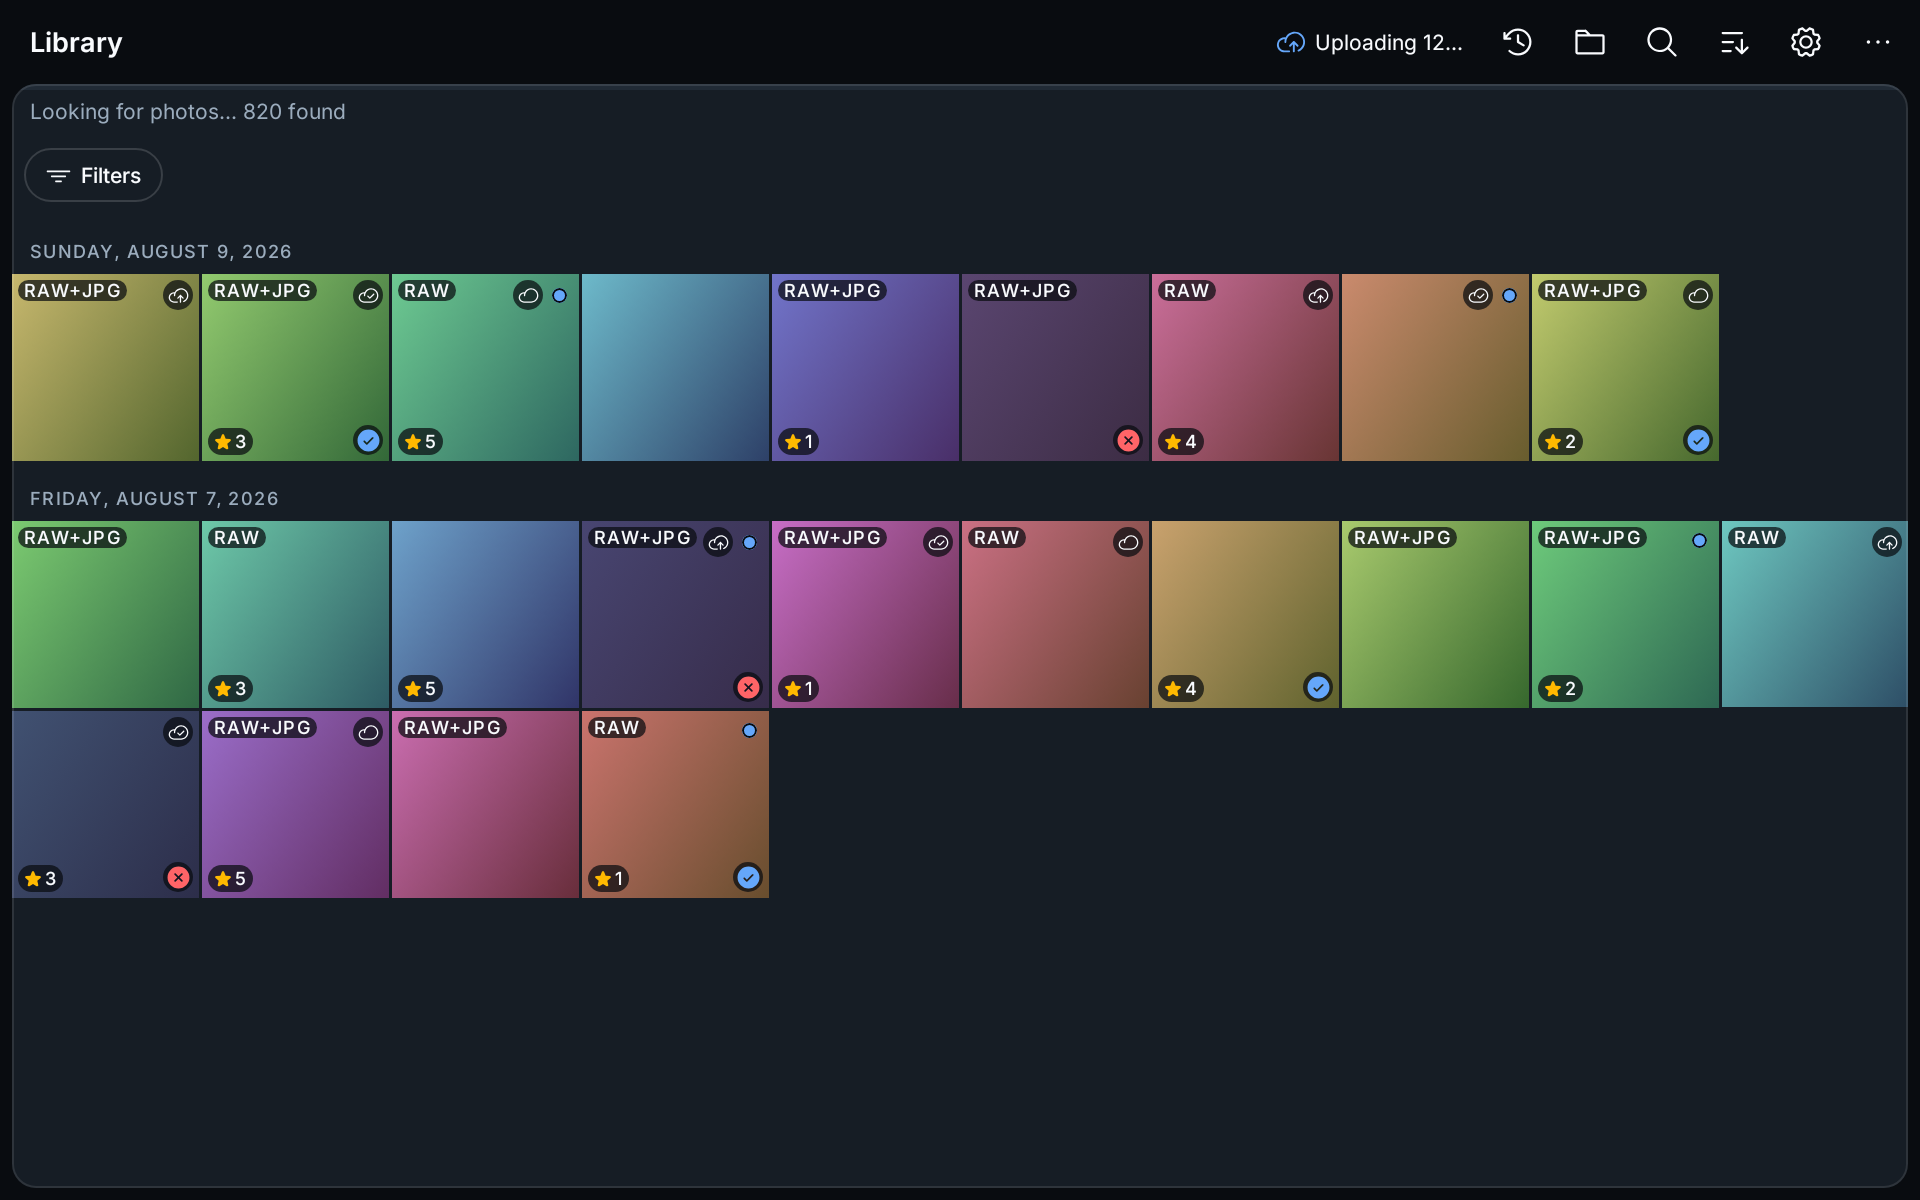 Library
Uploading 12...
Looking for photos... 820 found
Filters
SUNDAY, AUGUST 9, 2026
RAW+JPG RAW+JPG RAW RAW+JPG RAW+JPG RAW RAW+JPG
3 5 1 4 2
FRIDAY, AUGUST 7, 2026
RAW+JPG RAW RAW+JPG RAW+JPG RAW RAW+JPG RAW+JPG RAW
3 5 1 4 2
RAW+JPG RAW+JPG RAW
3 5 1